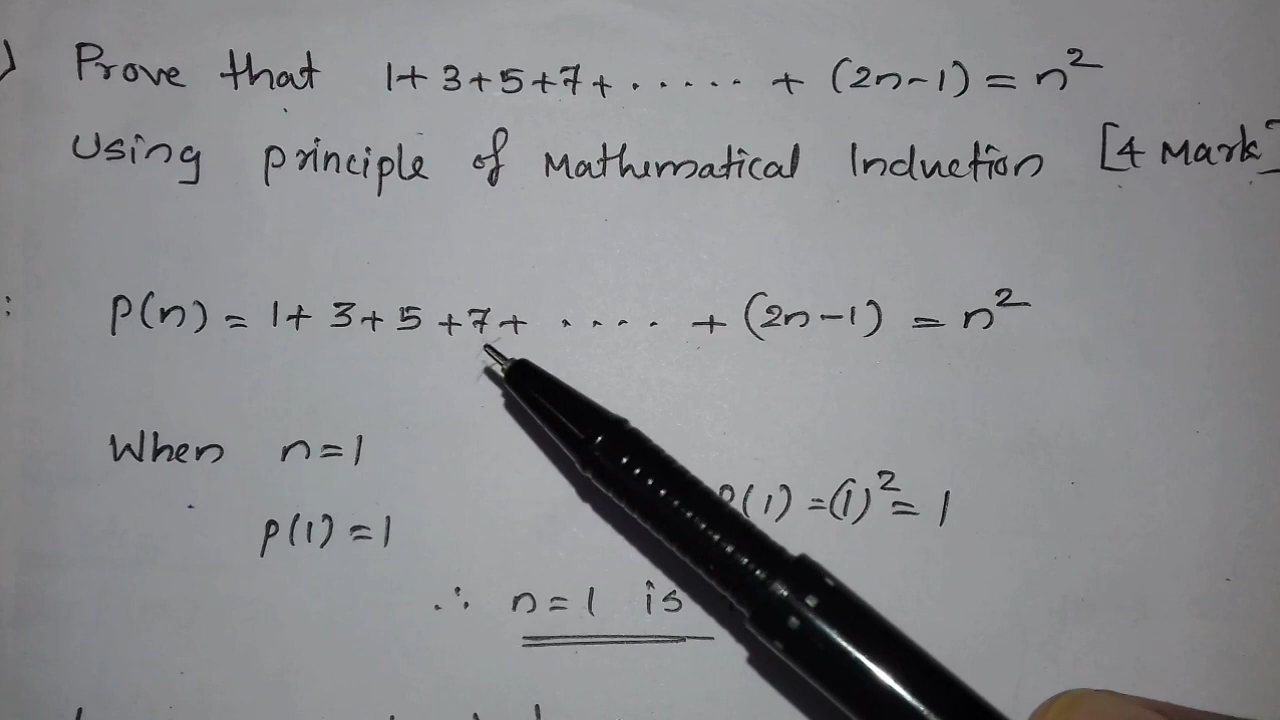 ) Prove that 1+3+5+7+...... + (2n-1) = n²
Using principle of Mathematical Induction [4 Mark]
: P(n) = 1+3+5+7+ .... + (2n-1) = n²
When n=1
P(1)=1 P(1) =(1)²= 1
∴ n=1 is